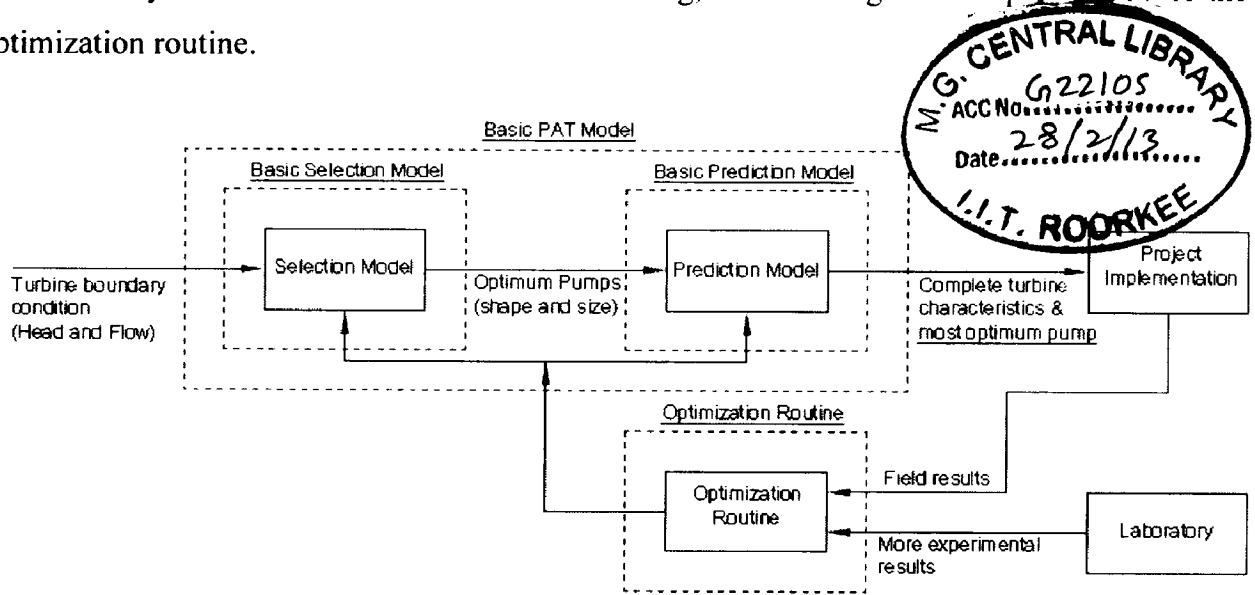 optimization routine.
M.G. CENTRAL LIBRARY
ACC No. G22105
Date 28/2/13
I.I.T. ROORKEE
Basic PAT Model
Basic Selection Model
Basic Prediction Model
Selection Model
Prediction Model
Project
Implementation
Turbine boundary
condition
(Head and Flow)
Optimum Pumps
(shape and size)
Complete turbine
characteristics &
most optimum pump
Optimization Routine
Optimization
Routine
Field results
More experimental
results
Laboratory